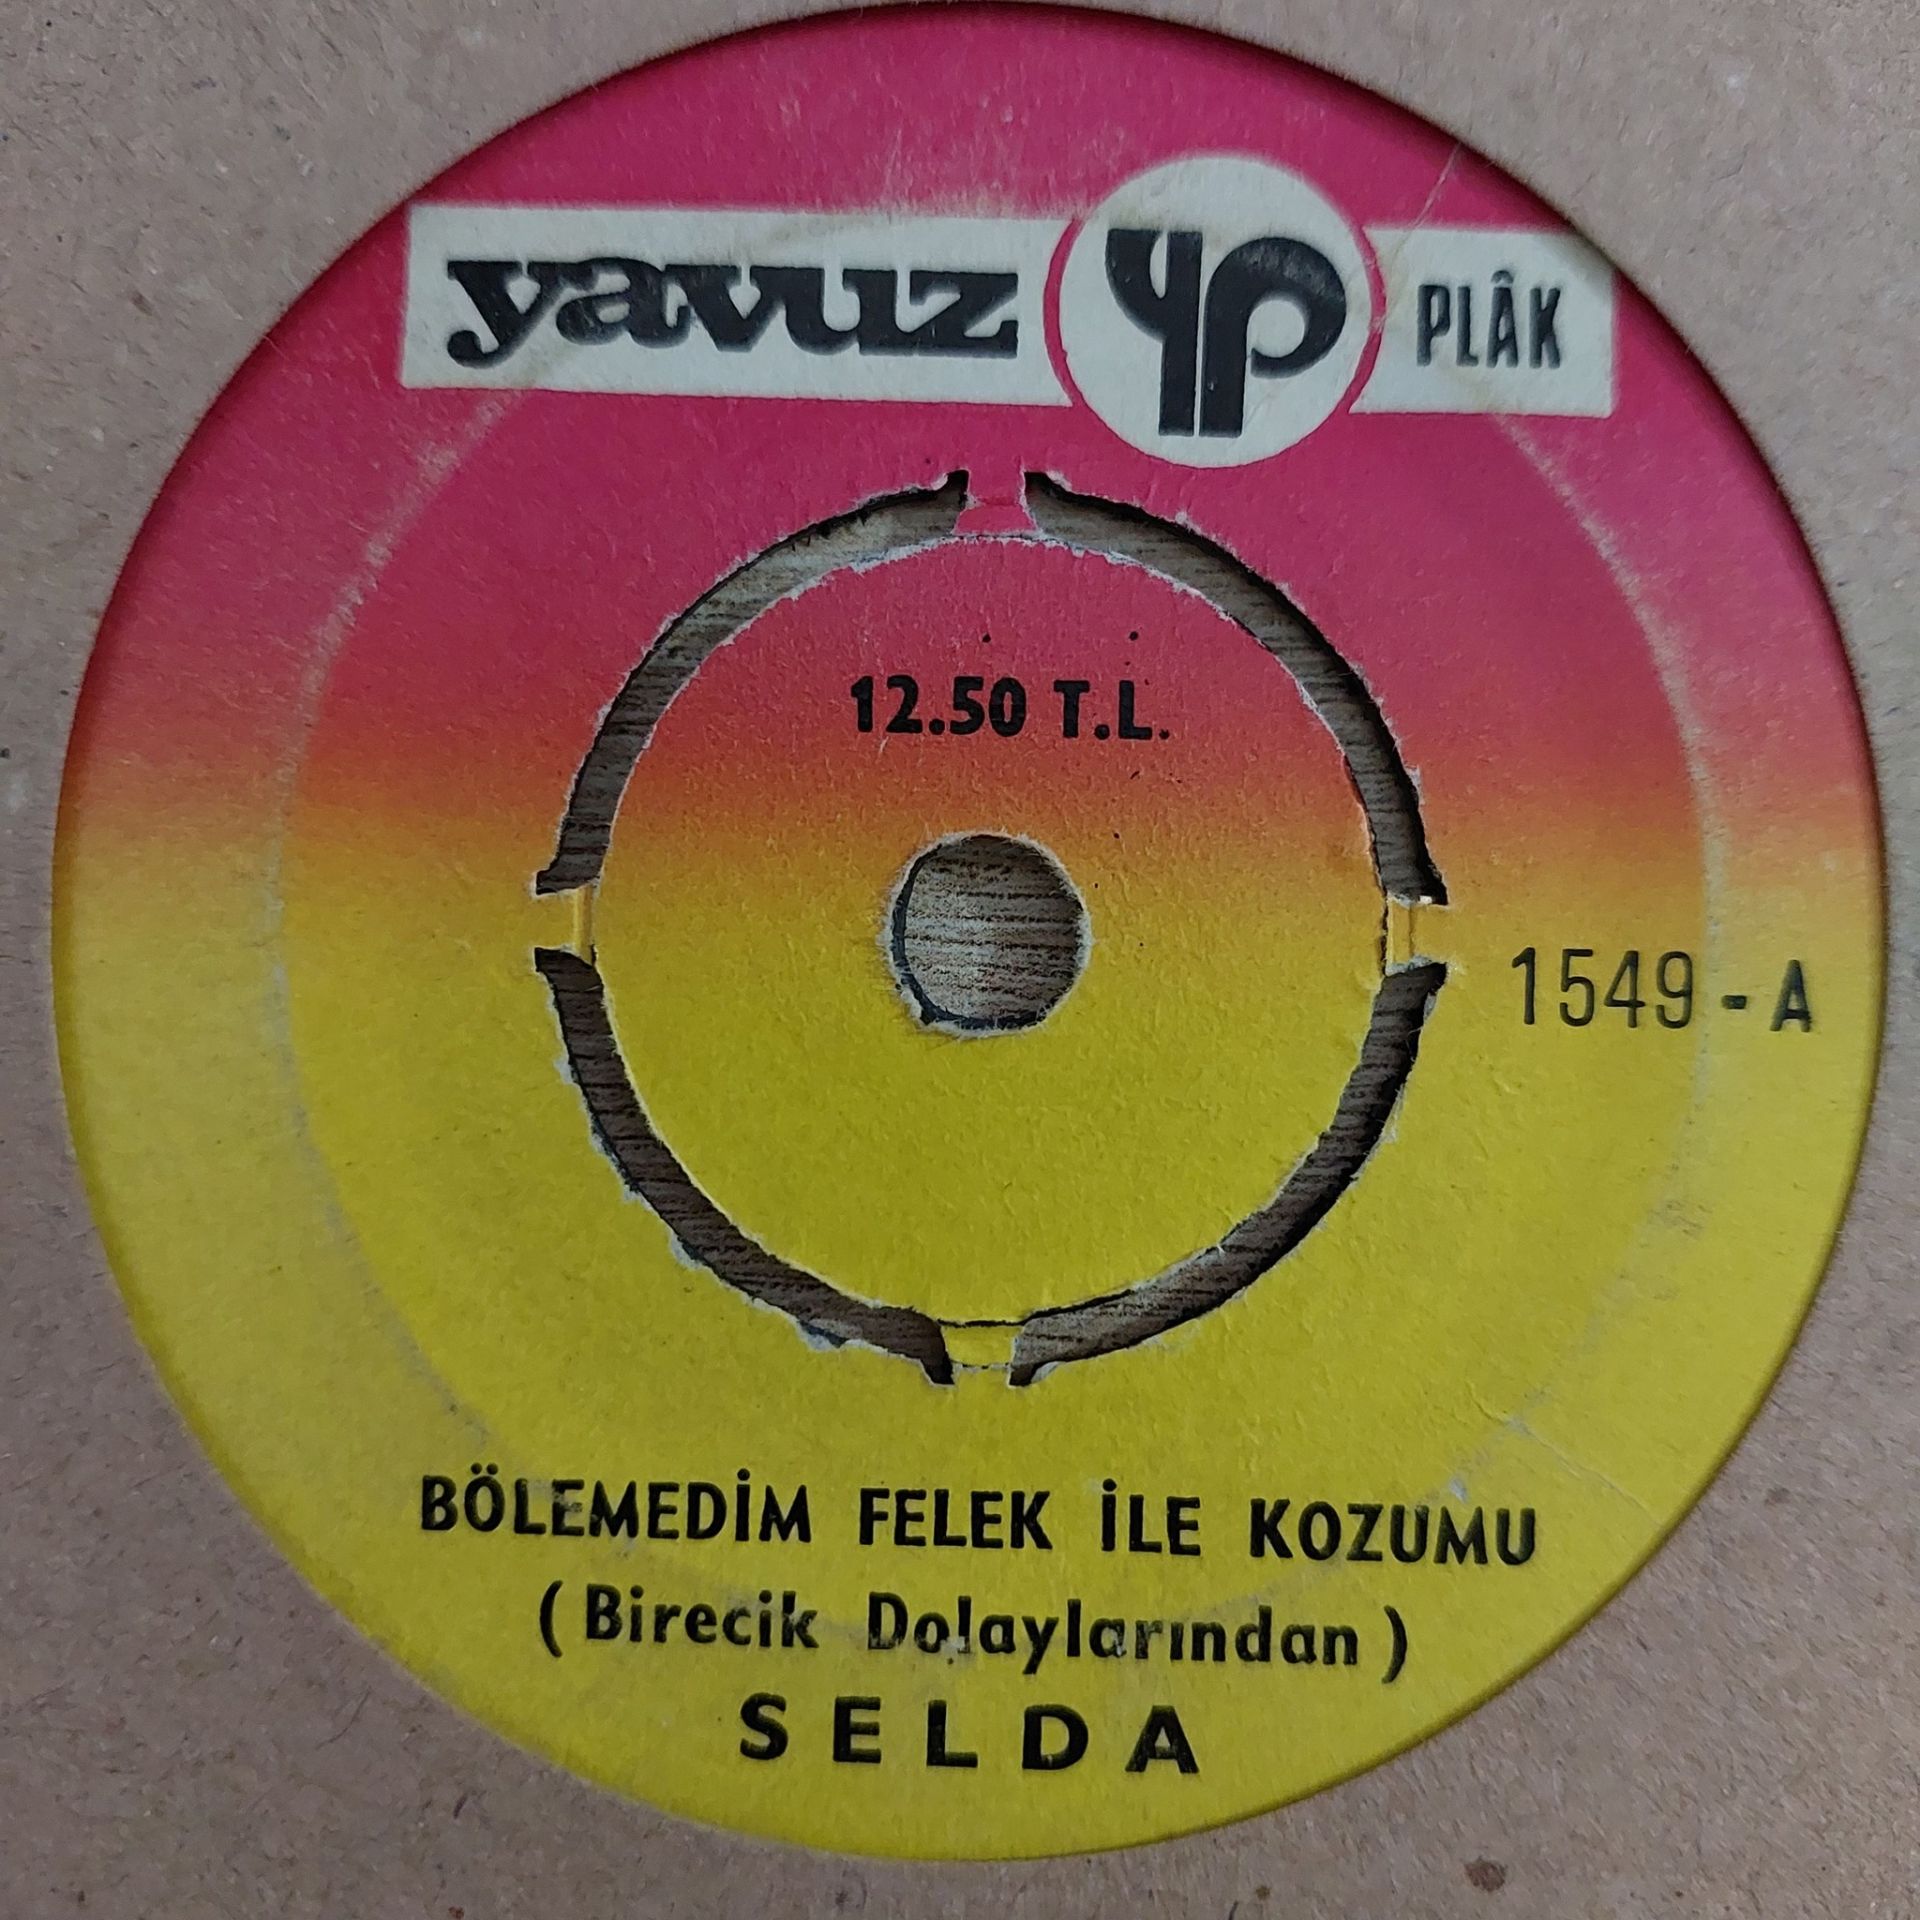 yavuz yp PLÂK
12.50 T.L.
1549 - A
BÖLEMEDİM FELEK İLE KOZUMU
( Birecik Dolaylarından )
SELDA